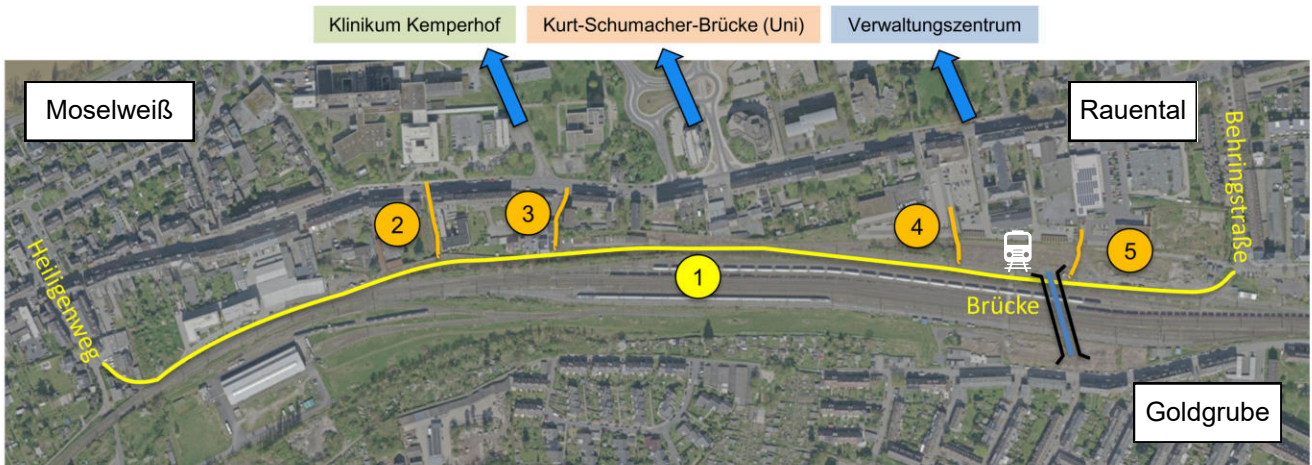 Klinikum Kemperhof
Kurt-Schumacher-Brücke (Uni)
Verwaltungszentrum
Moselweiß
Rauental
Behringstraße
2
3
4
5
Heiligenweg
1
Brücke
Goldgrube